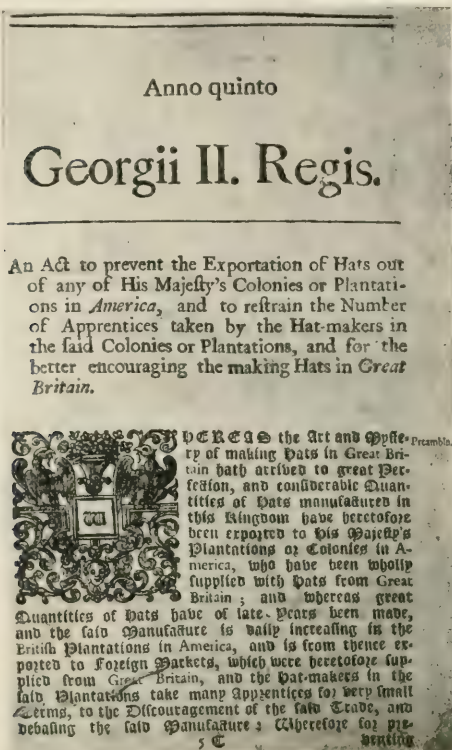 Anno quinto
Georgii II. Regis.
An Act to prevent the Exportation of Hats out
of any of His Majeſty's Colonies or Plantati-
ons in America, and to reſtrain the Number
of Apprentices taken by the Hat-makers in
the ſaid Colonies or Plantations, and for the
better encouraging the making Hats in Great
Britain.
WHEREAS the Art and Myſte- Preamble.
ry of making Hats in Great Bri-
tain hath arrived to great Per-
fection, and conſiderable Quan-
tities of Hats manufactured in
this Kingdom have heretofore
been exported to His Majeſty's
Plantations or Colonies in A-
merica, who have been wholly
ſupplied with Hats from Great
Britain; and whereas great
Quantities of Hats have of late Years been made,
and the ſaid Manufacture is daily increaſing in the
Britiſh Plantations in America, and is from thence ex-
ported to Foreign Markets, which were heretofore ſup-
plied from Great Britain, and the Hat-makers in the
ſaid Plantations take many Apprentices for very ſmall
Terms, to the Diſcouragement of the ſaid Trade, and
debaſing the ſaid Manufacture: Wherefore for pre-
5 C venting